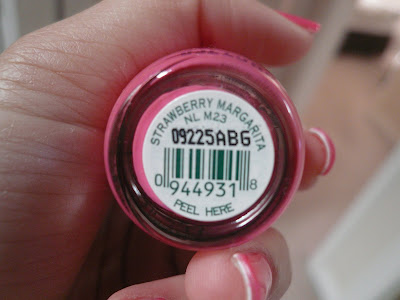 STRAWBERRY MARGARITA
NL M23
09225ABG
0 944931 8
PEEL HERE